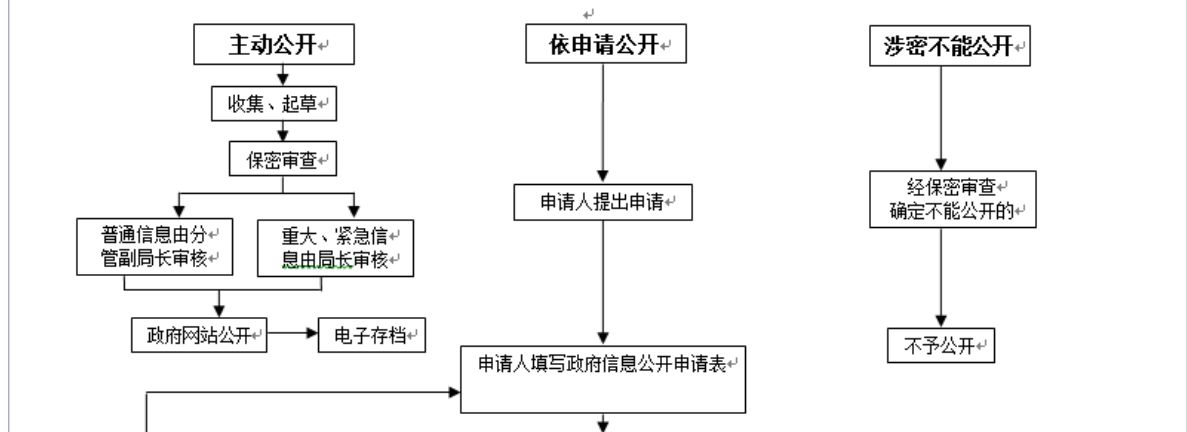 主动公开
依申请公开
涉密不能公开
收集、起草
保密审查
普通信息由分
管副局长审核
重大、紧急信
息由局长审核
政府网站公开
电子存档
申请人提出申请
申请人填写政府信息公开申请表
经保密审查
确定不能公开的
不予公开